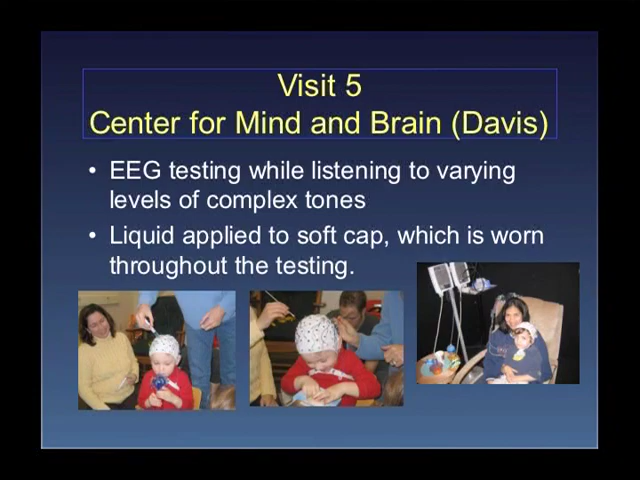 Visit 5
Center for Mind and Brain (Davis)
• EEG testing while listening to varying
levels of complex tones
• Liquid applied to soft cap, which is worn
throughout the testing.